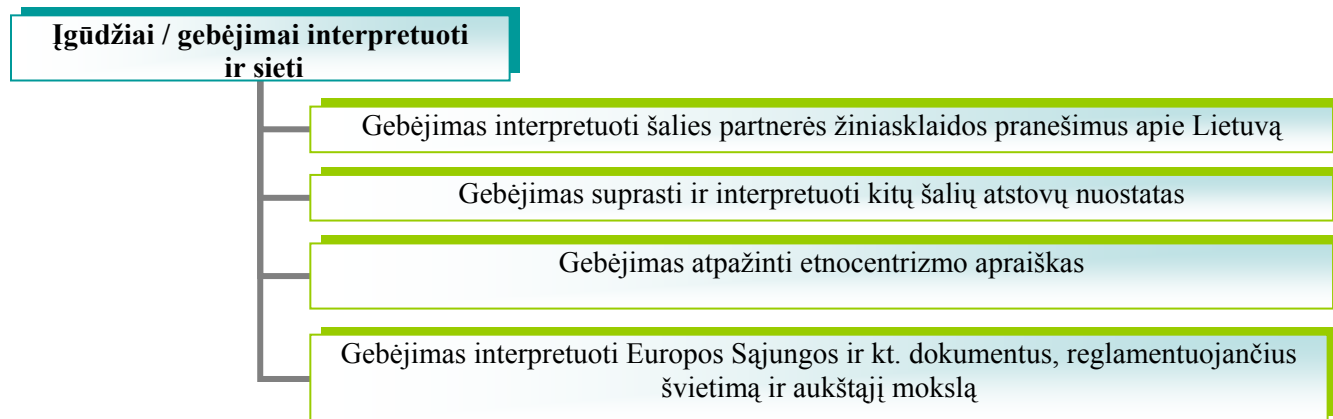 Įgūdžiai / gebėjimai interpretuoti
ir sieti
Gebėjimas interpretuoti šalies partnerės žiniasklaidos pranešimus apie Lietuvą
Gebėjimas suprasti ir interpretuoti kitų šalių atstovų nuostatas
Gebėjimas atpažinti etnocentrizmo apraiškas
Gebėjimas interpretuoti Europos Sąjungos ir kt. dokumentus, reglamentuojančius
švietimą ir aukštąjį mokslą